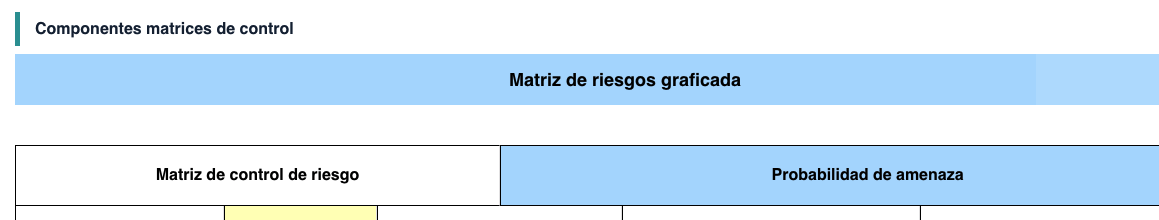 Componentes matrices de control
Matriz de riesgos graficada
Matriz de control de riesgo
Probabilidad de amenaza